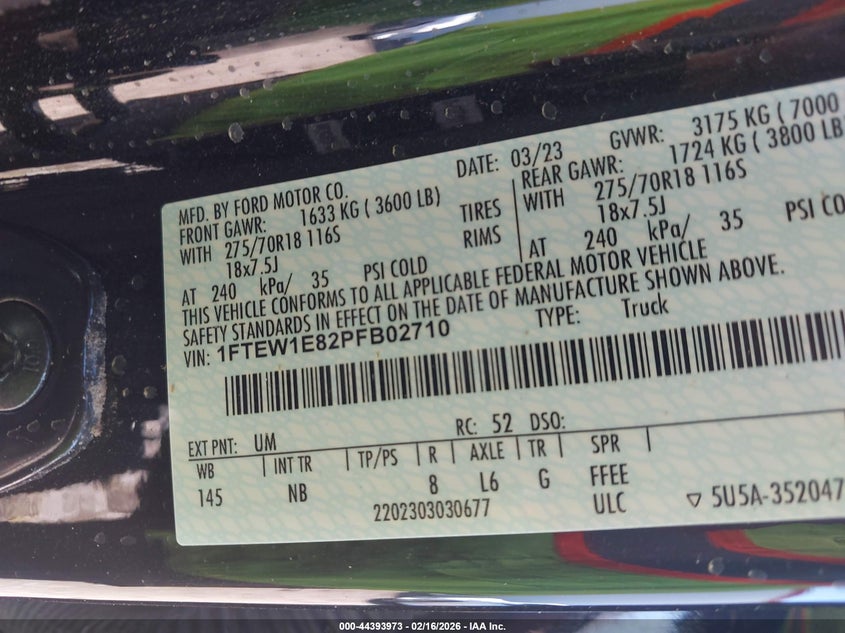 MFD. BY FORD MOTOR CO.
DATE: 03/23
GVWR: 3175 KG ( 7000
FRONT GAWR: 1633 KG ( 3600 LB)
REAR GAWR: 1724 KG ( 3800 LB)
WITH 275/70R18 116S TIRES WITH 275/70R18 116S
18x7.5J RIMS 18x7.5J
AT 240 kPa/ 35 PSI COLD AT 240 kPa/ 35 PSI COL
THIS VEHICLE CONFORMS TO ALL APPLICABLE FEDERAL MOTOR VEHICLE
SAFETY STANDARDS IN EFFECT ON THE DATE OF MANUFACTURE SHOWN ABOVE.
VIN: 1FTEW1E82PFB02710
TYPE: Truck
EXT PNT: UM RC: 52 DSO:
WB INT TR TP/PS R AXLE TR SPR
145 NB 8 L6 G FFEE
2202303030677 ULC ▽ 5U5A-352047
000-44393973 | 02/16/2026 - IAA Inc.